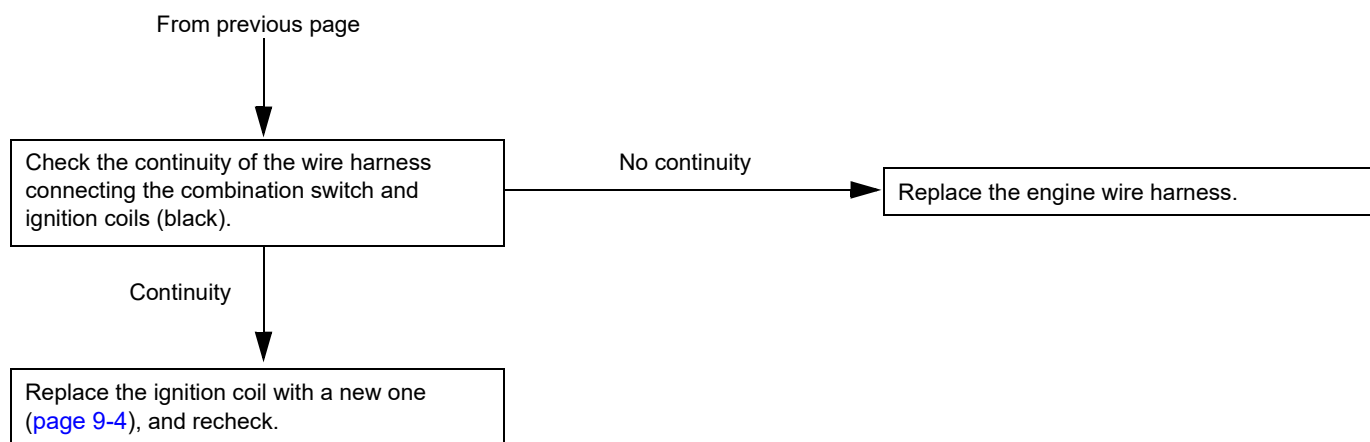 From previous page
Check the continuity of the wire harness
connecting the combination switch and
ignition coils (black).
No continuity
Replace the engine wire harness.
Continuity
Replace the ignition coil with a new one
(page 9-4), and recheck.